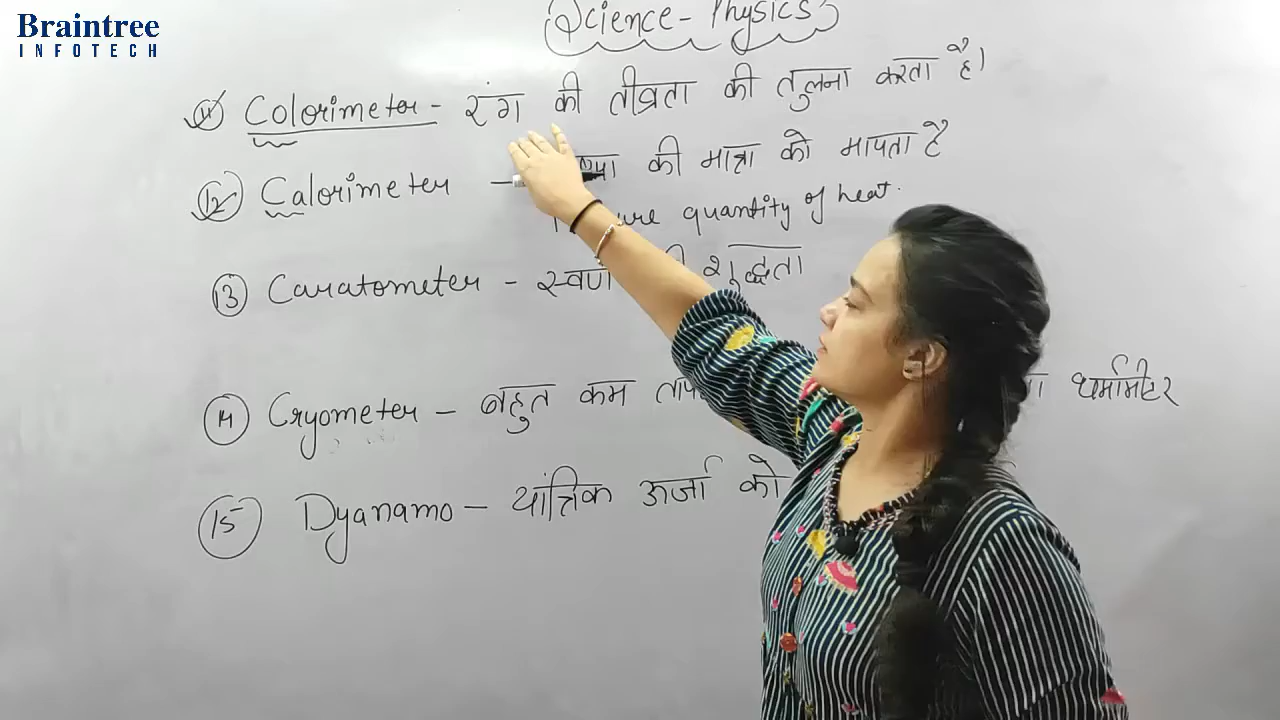 Braintree
INFOTECH
Science - Physics
11 Colorimeter - रंग की तीव्रता की तुलना करता है।
12 Calorimeter - की मात्रा को मापता है
quantity of heat.
13 Caratometer - स्वर्ण शुद्धता
14 Cryometer - बहुत कम थर्मामीटर
15 Dyanamo - यांत्रिक ऊर्जा को